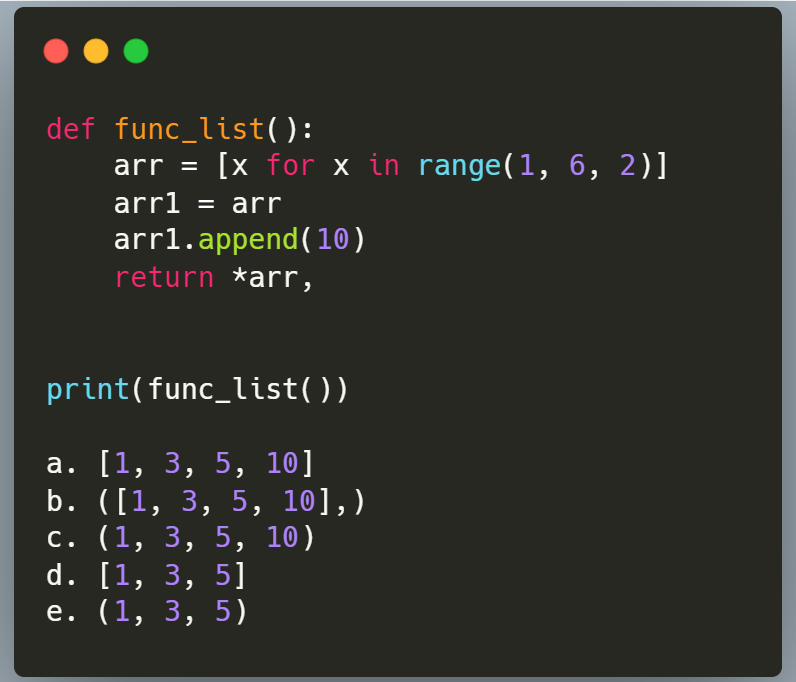 def func_list():
    arr = [x for x in range(1, 6, 2)]
    arr1 = arr
    arr1.append(10)
    return *arr,
print(func_list())
a. [1, 3, 5, 10]
b. ([1, 3, 5, 10],)
c. (1, 3, 5, 10)
d. [1, 3, 5]
e. (1, 3, 5)